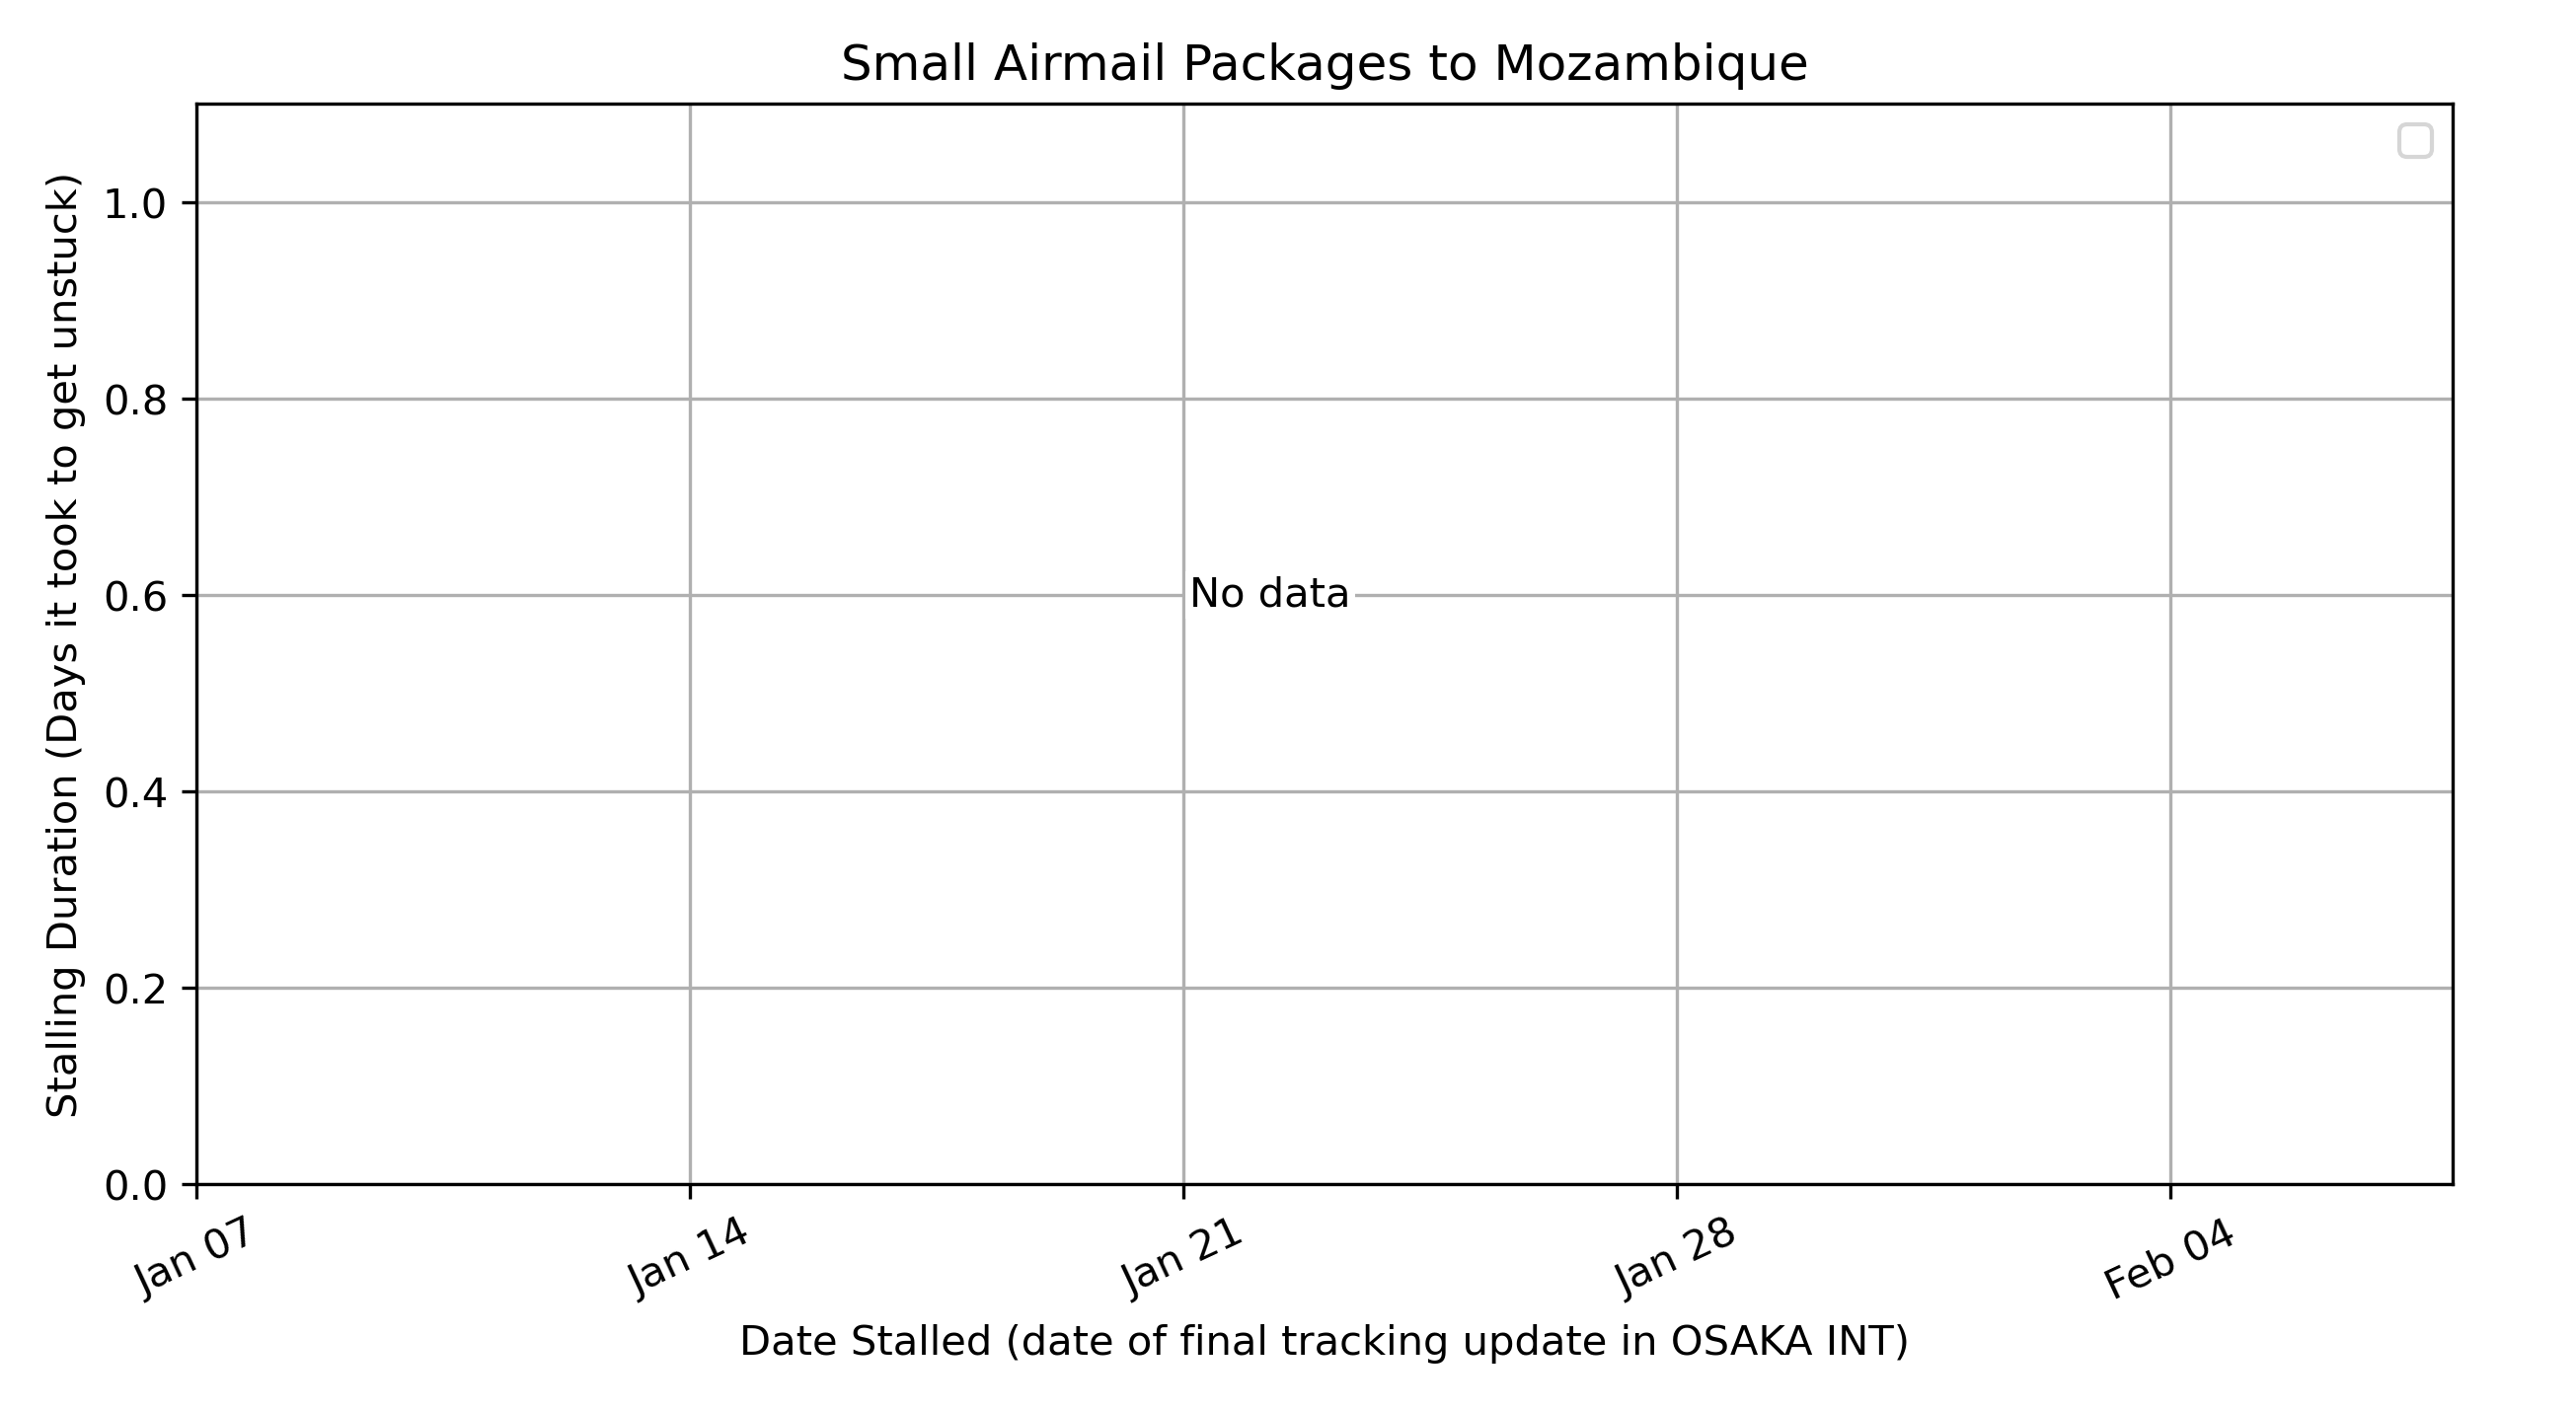 Small Airmail Packages to Mozambique
Stalling Duration (Days it took to get unstuck)
1.0
0.8
0.6
0.4
0.2
0.0
No data
Jan 07
Jan 14
Jan 21
Jan 28
Feb 04
Date Stalled (date of final tracking update in OSAKA INT)